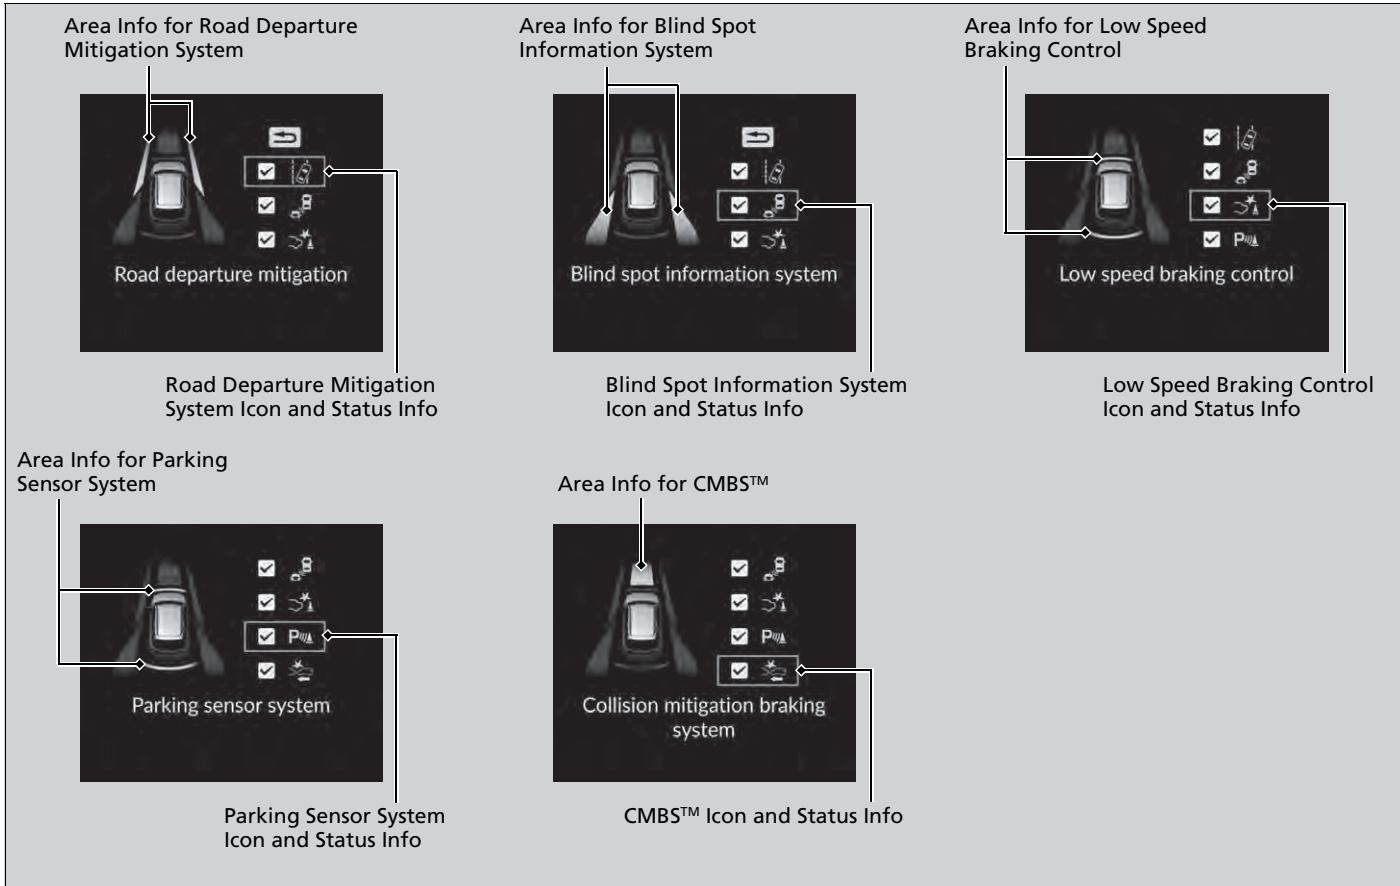 Area Info for Road Departure
Mitigation System
Area Info for Blind Spot
Information System
Area Info for Low Speed
Braking Control
Road departure mitigation
Blind spot information system
P
Low speed braking control
Road Departure Mitigation
System Icon and Status Info
Blind Spot Information System
Icon and Status Info
Low Speed Braking Control
Icon and Status Info
Area Info for Parking
Sensor System
Area Info for CMBS™
P
Parking sensor system
P
Collision mitigation braking
system
Parking Sensor System
Icon and Status Info
CMBS™ Icon and Status Info